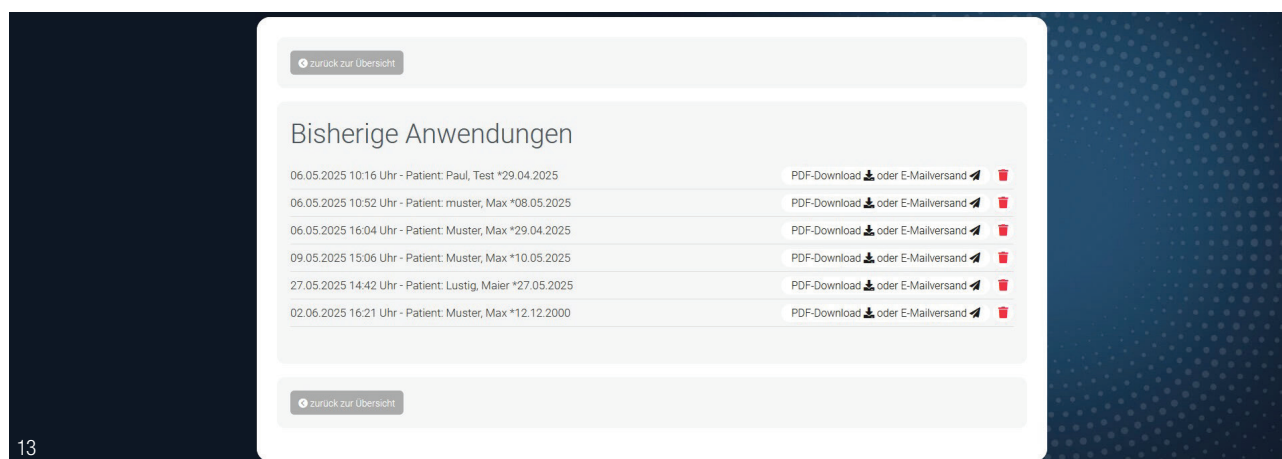 zurück zur Übersicht
Bisherige Anwendungen
06.05.2025 10:16 Uhr - Patient: Paul, Test *29.04.2025 PDF-Download oder E-Mailversand
06.05.2025 10:52 Uhr - Patient: muster, Max *08.05.2025 PDF-Download oder E-Mailversand
06.05.2025 16:04 Uhr - Patient: Muster, Max *29.04.2025 PDF-Download oder E-Mailversand
09.05.2025 15:06 Uhr - Patient: Muster, Max *10.05.2025 PDF-Download oder E-Mailversand
27.05.2025 14:42 Uhr - Patient: Lustig, Maier *27.05.2025 PDF-Download oder E-Mailversand
02.06.2025 16:21 Uhr - Patient: Muster, Max *12.12.2000 PDF-Download oder E-Mailversand
zurück zur Übersicht
13